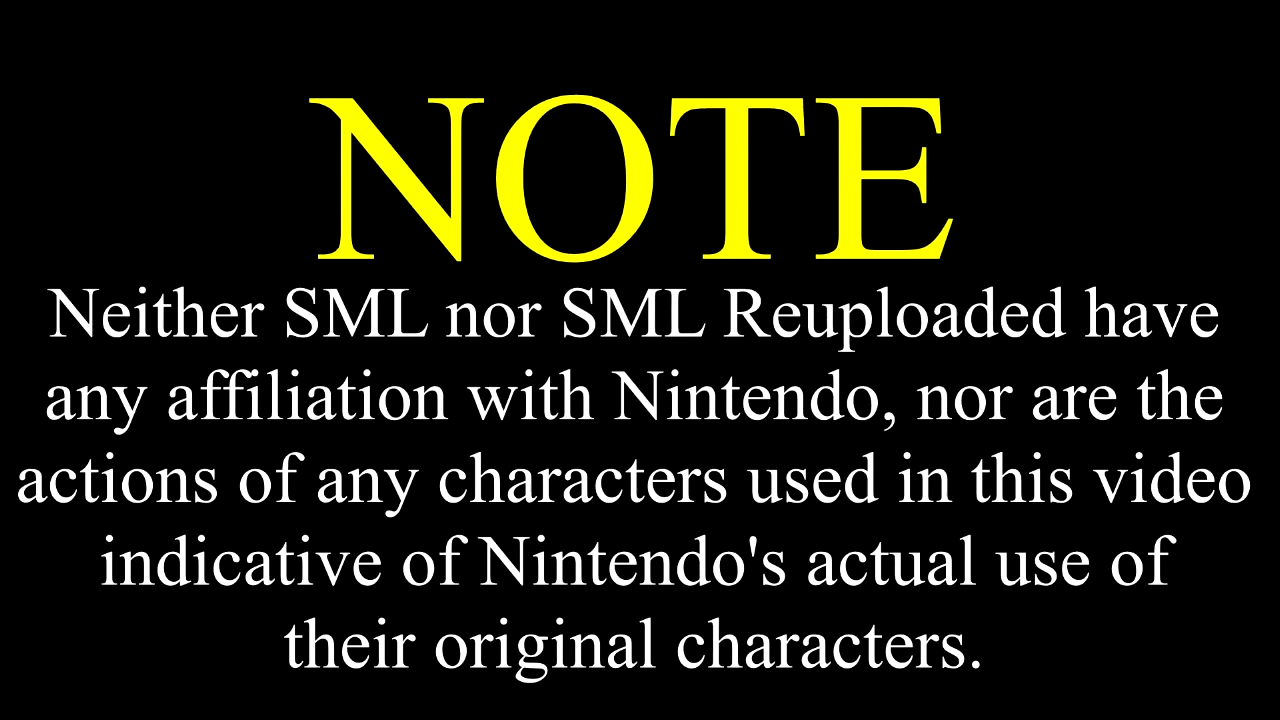 NOTE
Neither SML nor SML Reuploaded have
any affiliation with Nintendo, nor are the
actions of any characters used in this video
indicative of Nintendo's actual use of
their original characters.